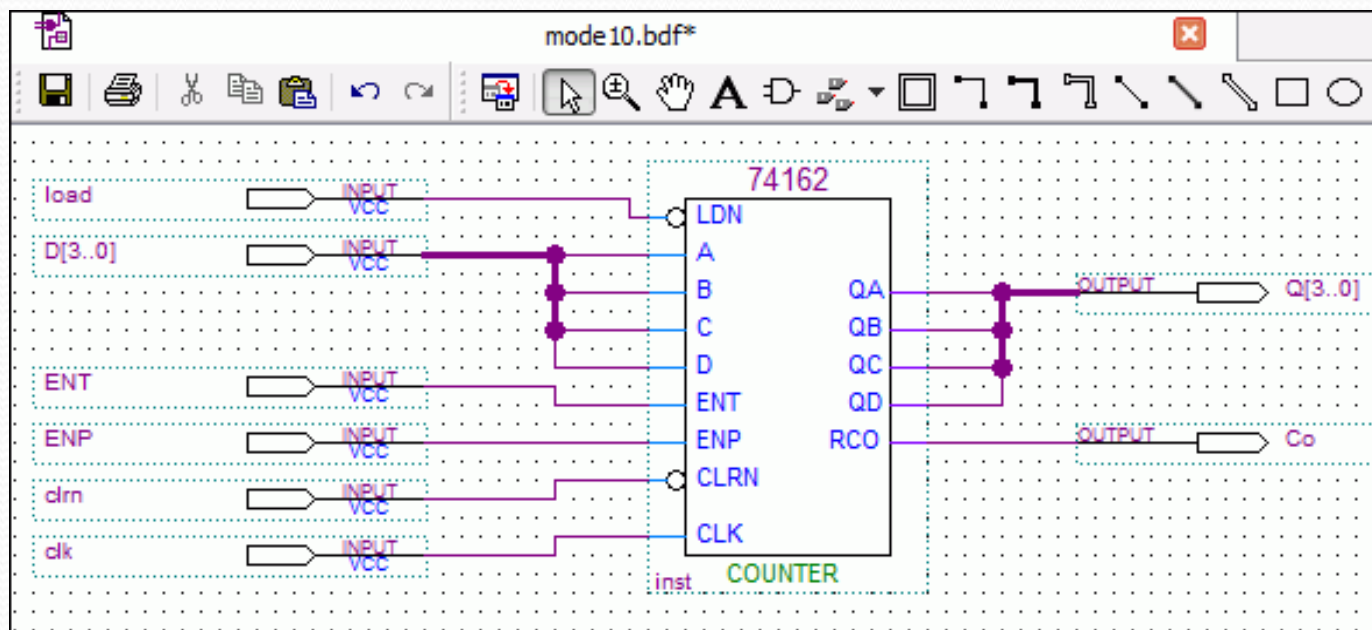 mode10.bdf*
A
load INPUT VCC
D[3..0] INPUT VCC
ENT INPUT VCC
ENP INPUT VCC
clrn INPUT VCC
clk INPUT VCC
74162
LDN
A
B QA
C QB
D QC
ENT QD
ENP RCO
CLRN
CLK
inst COUNTER
OUTPUT Q[3..0]
OUTPUT Co